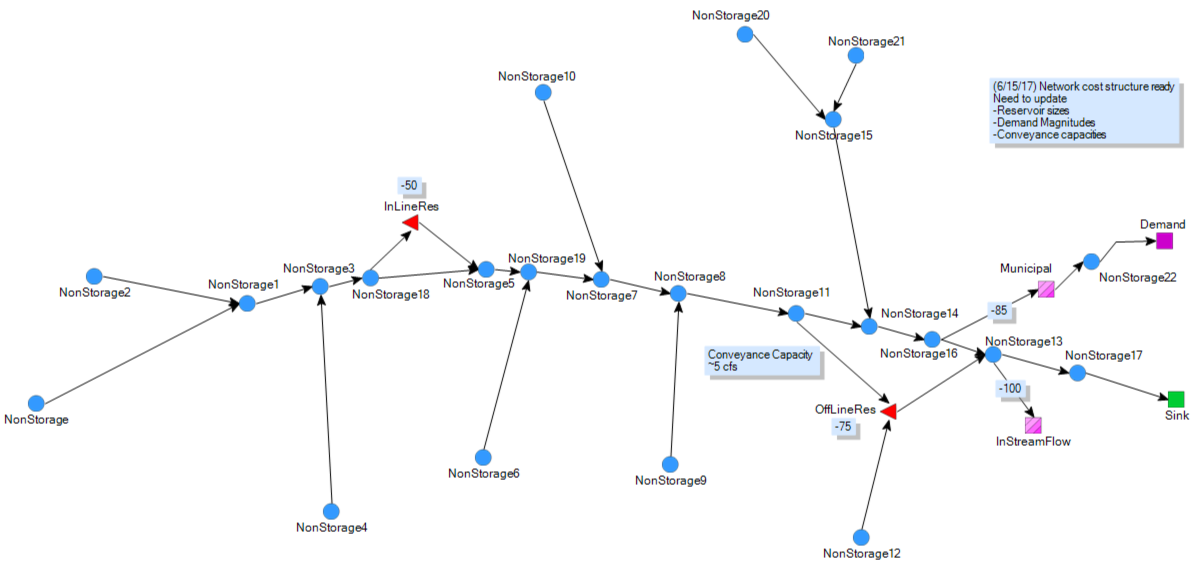 NonStorage20
NonStorage21
NonStorage10
(6/15/17) Network cost structure ready
Need to update
-Reservoir sizes
-Demand Magnitudes
-Conveyance capacities
NonStorage15
-50
InLineRes
Demand
NonStorage19
NonStorage3
Municipal
NonStorage22
NonStorage2
NonStorage1
NonStorage18
NonStorage5
NonStorage7
NonStorage8
NonStorage11
NonStorage14
-85
NonStorage16
NonStorage13
Conveyance Capacity
~5 cfs
NonStorage17
-100
NonStorage
OffLineRes
-75
InStreamFlow
Sink
NonStorage6
NonStorage9
NonStorage4
NonStorage12